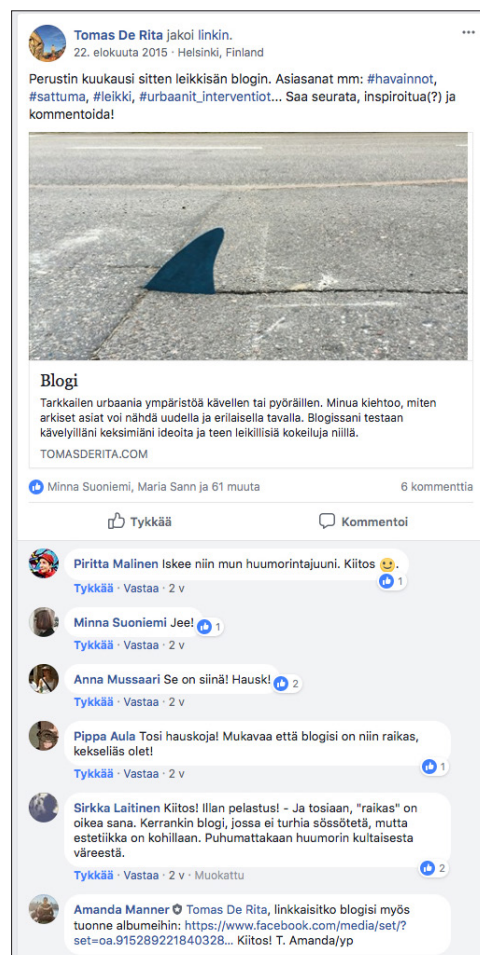 Tomas De Rita jakoi linkin.
22. elokuuta 2015 · Helsinki, Finland
Perustin kuukausi sitten leikkisän blogin. Asiasanat mm: #havainnot,
#sattuma, #leikki, #urbaanit_interventiot... Saa seurata, inspiroitua(?) ja
kommentoida!
Blogi
Tarkkailen urbaania ympäristöä kävellen tai pyöräillen. Minua kiehtoo, miten
arkiset asiat voi nähdä uudella ja erilaisella tavalla. Blogissani testaan
kävelyilläni keksimiäni ideoita ja teen leikillisiä kokeiluja niillä.
TOMASDERITA.COM
Minna Suoniemi, Maria Sann ja 61 muuta 6 kommenttia
Tykkää Kommentoi
Piritta Malinen Iskee niin mun huumorintajuuni. Kiitos 😉.
1
Tykkää · Vastaa · 2 v
Minna Suoniemi Jee! 1
Tykkää · Vastaa · 2 v
Anna Mussaari Se on siinä! Hausk! 2
Tykkää · Vastaa · 2 v
Pippa Aula Tosi hauskoja! Mukavaa että blogisi on niin raikas,
kekseliäs olet!
1
Tykkää · Vastaa · 2 v
Sirkka Laitinen Kiitos! Illan pelastus! - Ja tosiaan, "raikas" on
oikea sana. Kerrankin blogi, jossa ei turhia sössötetä, mutta
estetiikka on kohillaan. Puhumattakaan huumorin kultaisesta
väreestä.
2
Tykkää · Vastaa · 2 v · Muokattu
Amanda Manner Tomas De Rita, linkkaisitko blogisi myös
tuonne albumeihin: https://www.facebook.com/media/set/?
set=oa.915289221840328... Kiitos! T. Amanda/yp